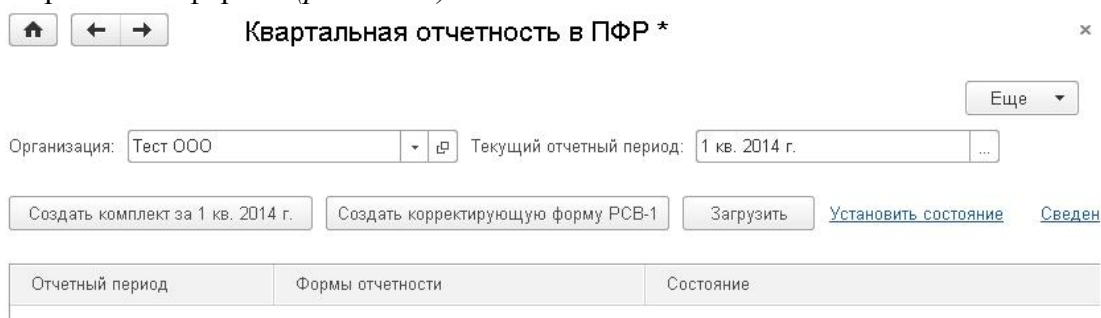 Квартальная отчетность в ПФР *
Еще
Организация: Тест ООО Текущий отчетный период: 1 кв. 2014 г. ...
Создать комплект за 1 кв. 2014 г. Создать корректирующую форму РСВ-1 Загрузить Установить состояние Сведен
Отчетный период Формы отчетности Состояние